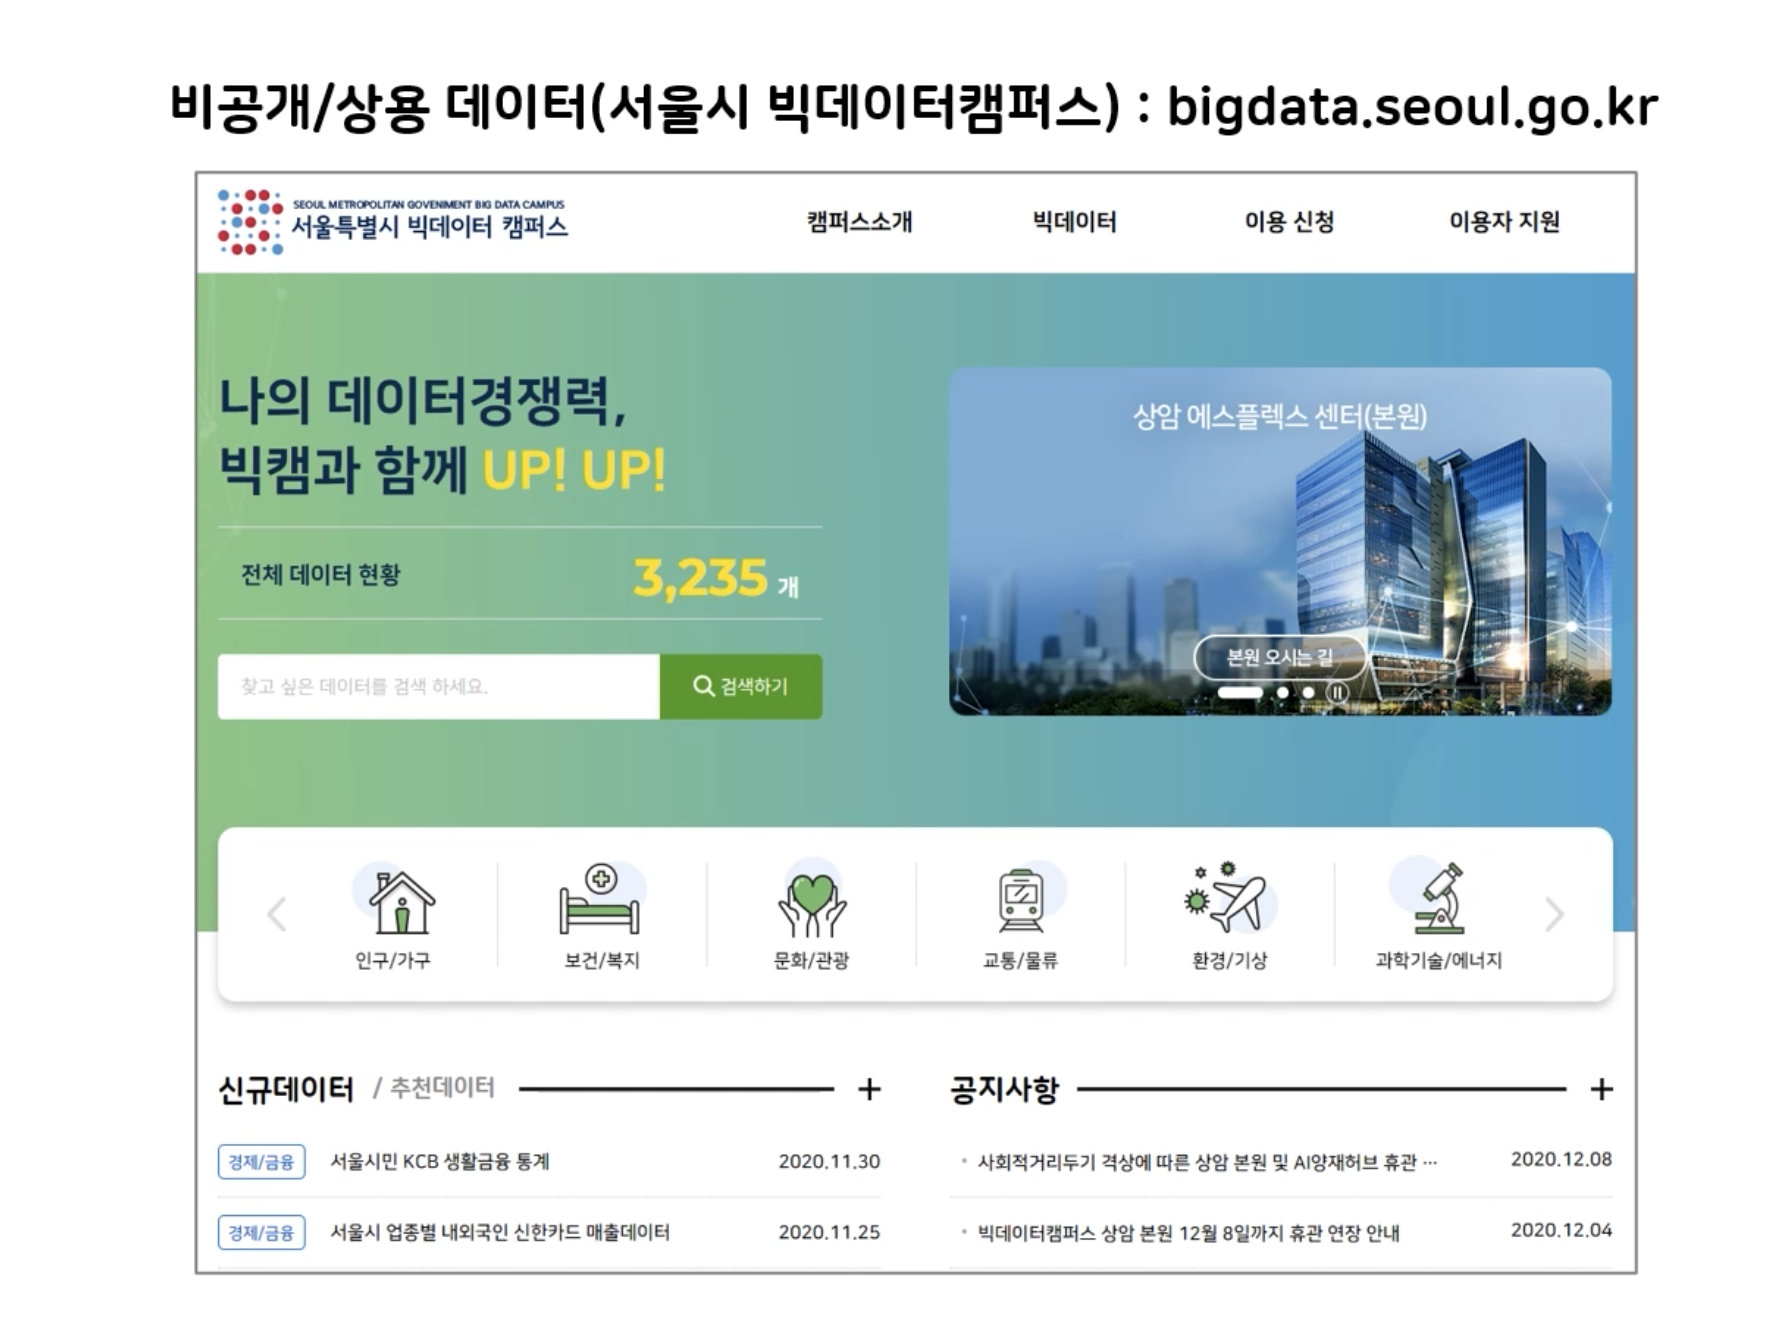 비공개/상용 데이터(서울시 빅데이터캠퍼스) : bigdata.seoul.go.kr
SEOUL METROPOLITAN GOVENIMENT BIG DATA CAMPUS
서울특별시 빅데이터 캠퍼스
캠퍼스소개 빅데이터 이용 신청 이용자 지원
나의 데이터경쟁력,
빅캠과 함께 UP! UP!
전체 데이터 현황 3,235 개
찾고 싶은 데이터를 검색 하세요. 검색하기
상암 에스플렉스 센터(본원)
본원 오시는 길
인구/가구 보건/복지 문화/관광 교통/물류 환경/기상 과학기술/에너지
신규데이터 / 추천데이터 +
경제/금융 서울시민 KCB 생활금융 통계 2020.11.30
경제/금융 서울시 업종별 내외국인 신한카드 매출데이터 2020.11.25
공지사항 +
· 사회적거리두기 격상에 따른 상암 본원 및 AI양재허브 휴관 ··· 2020.12.08
· 빅데이터캠퍼스 상암 본원 12월 8일까지 휴관 연장 안내 2020.12.04